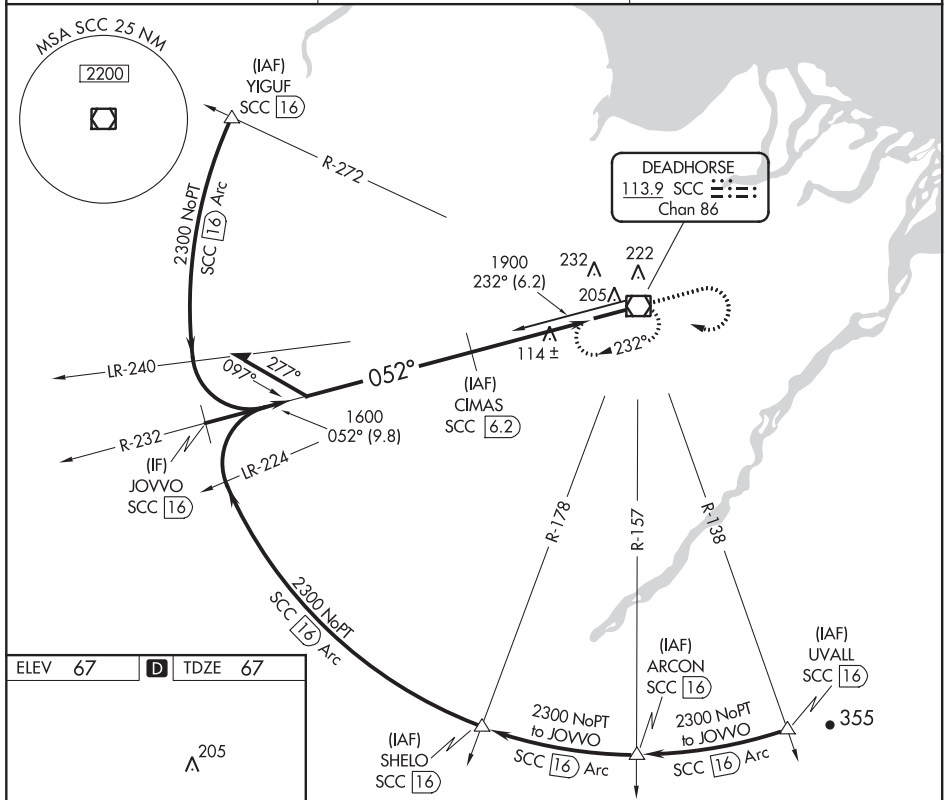 MSA SCC 25 NM
2200
(IAF)
YIGUF
SCC 16
R-272
2300 NoPT
SCC 16 Arc
DEADHORSE
113.9 SCC
Chan 86
1900
232° (6.2)
232
222
205
114 ±
232°
LR-240
097°
277°
052°
(IAF)
CIMAS
SCC 6.2
1600
052° (9.8)
R-232
(IF)
JOVVO
SCC 16
LR-224
R-178
R-157
R-138
2300 NoPT
SCC 16 Arc
(IAF)
SHELO
SCC 16
2300 NoPT
to JOVVO
SCC 16 Arc
(IAF)
ARCON
SCC 16
2300 NoPT
to JOVVO
SCC 16 Arc
(IAF)
UVALL
SCC 16
355
ELEV 67 D TDZE 67
205